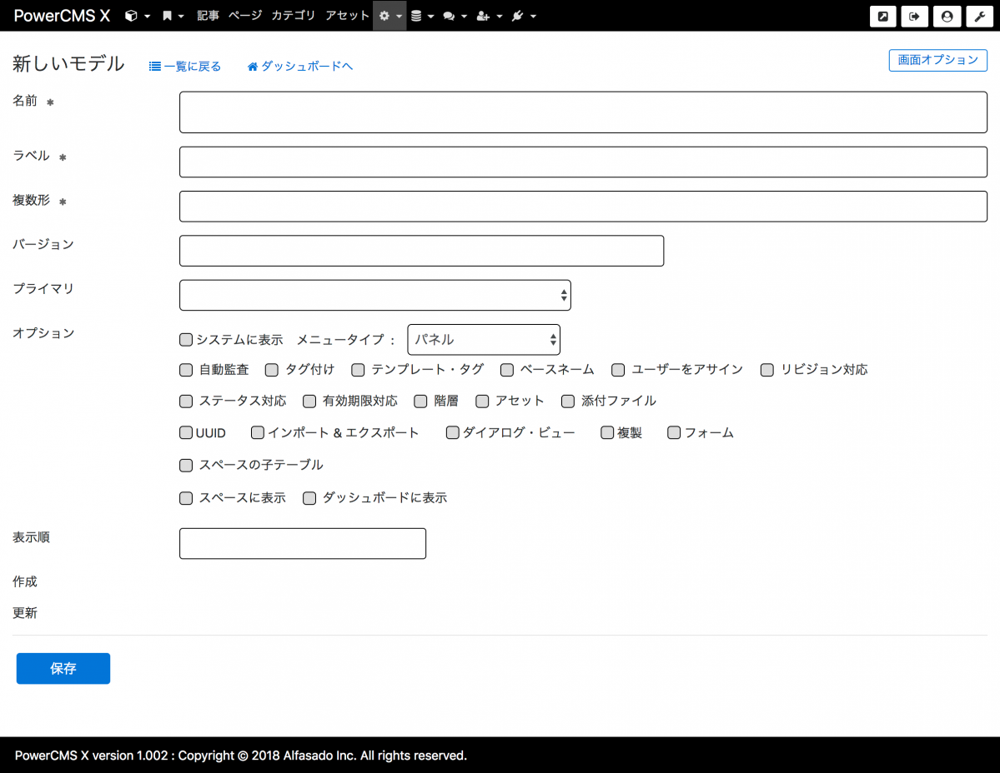 PowerCMS X 記事 ページ カテゴリ アセット
新しいモデル 一覧に戻る ダッシュボードへ 画面オプション
名前 ✱
ラベル ✱
複数形 ✱
バージョン
プライマリ
オプション システムに表示 メニュータイプ : パネル
自動監査 タグ付け テンプレート・タグ ベースネーム ユーザーをアサイン リビジョン対応
ステータス対応 有効期限対応 階層 アセット 添付ファイル
UUID インポート & エクスポート ダイアログ・ビュー 複製 フォーム
スペースの子テーブル
スペースに表示 ダッシュボードに表示
表示順
作成
更新
保存
PowerCMS X version 1.002 : Copyright © 2018 Alfasado Inc. All rights reserved.